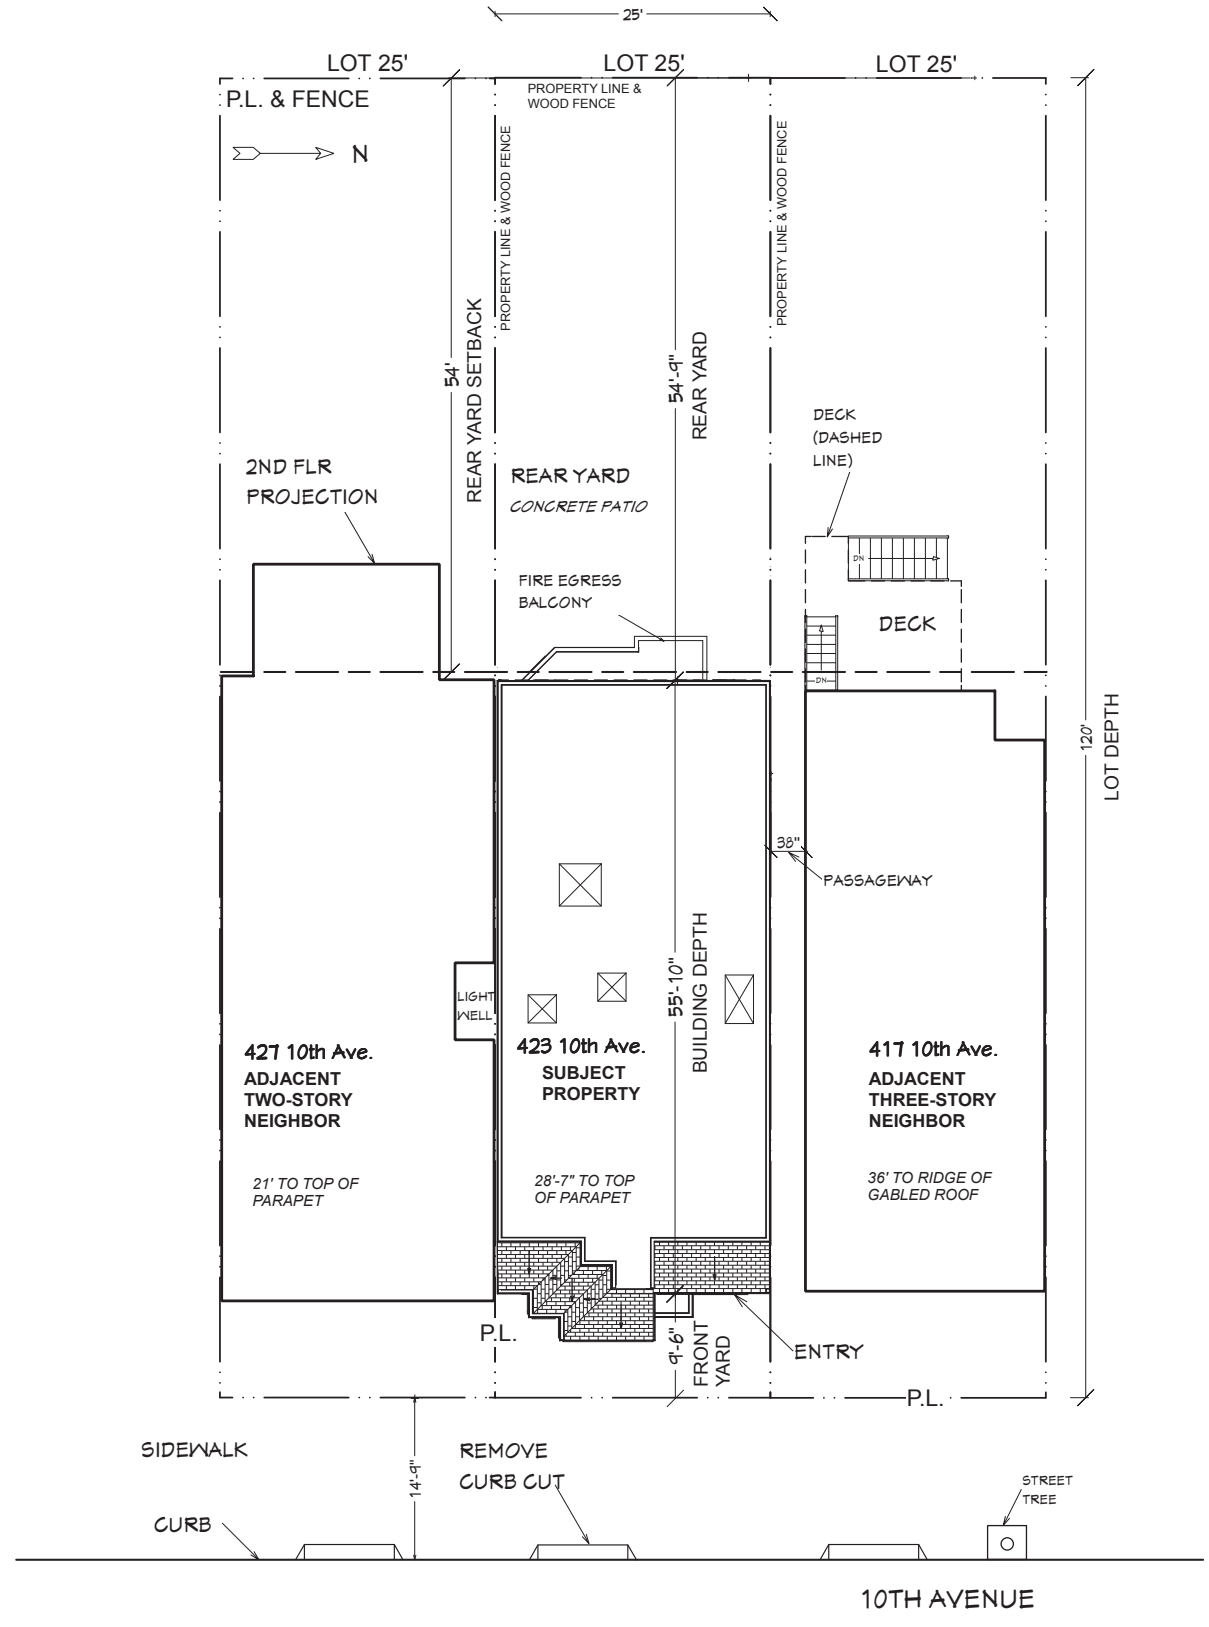 25'
LOT 25'
LOT 25'
LOT 25'
P.L. & FENCE
PROPERTY LINE &
WOOD FENCE
N
PROPERTY LINE & WOOD FENCE
PROPERTY LINE & WOOD FENCE
54'
REAR YARD SETBACK
54'-9"
REAR YARD
DECK
(DASHED
LINE)
2ND FLR
PROJECTION
REAR YARD
CONCRETE PATIO
DN
FIRE EGRESS
BALCONY
DECK
DN
120'
LOT DEPTH
38"
PASSAGEWAY
55'-10"
BUILDING DEPTH
LIGHT
WELL
427 10th Ave.
ADJACENT
TWO-STORY
NEIGHBOR
423 10th Ave.
SUBJECT
PROPERTY
417 10th Ave.
ADJACENT
THREE-STORY
NEIGHBOR
21' TO TOP OF
PARAPET
28'-7" TO TOP
OF PARAPET
36' TO RIDGE OF
GABLED ROOF
P.L.
9'-6"
FRONT
YARD
ENTRY
P.L.
SIDEWALK
14'-9"
REMOVE
CURB CUT
STREET
TREE
CURB
10TH AVENUE